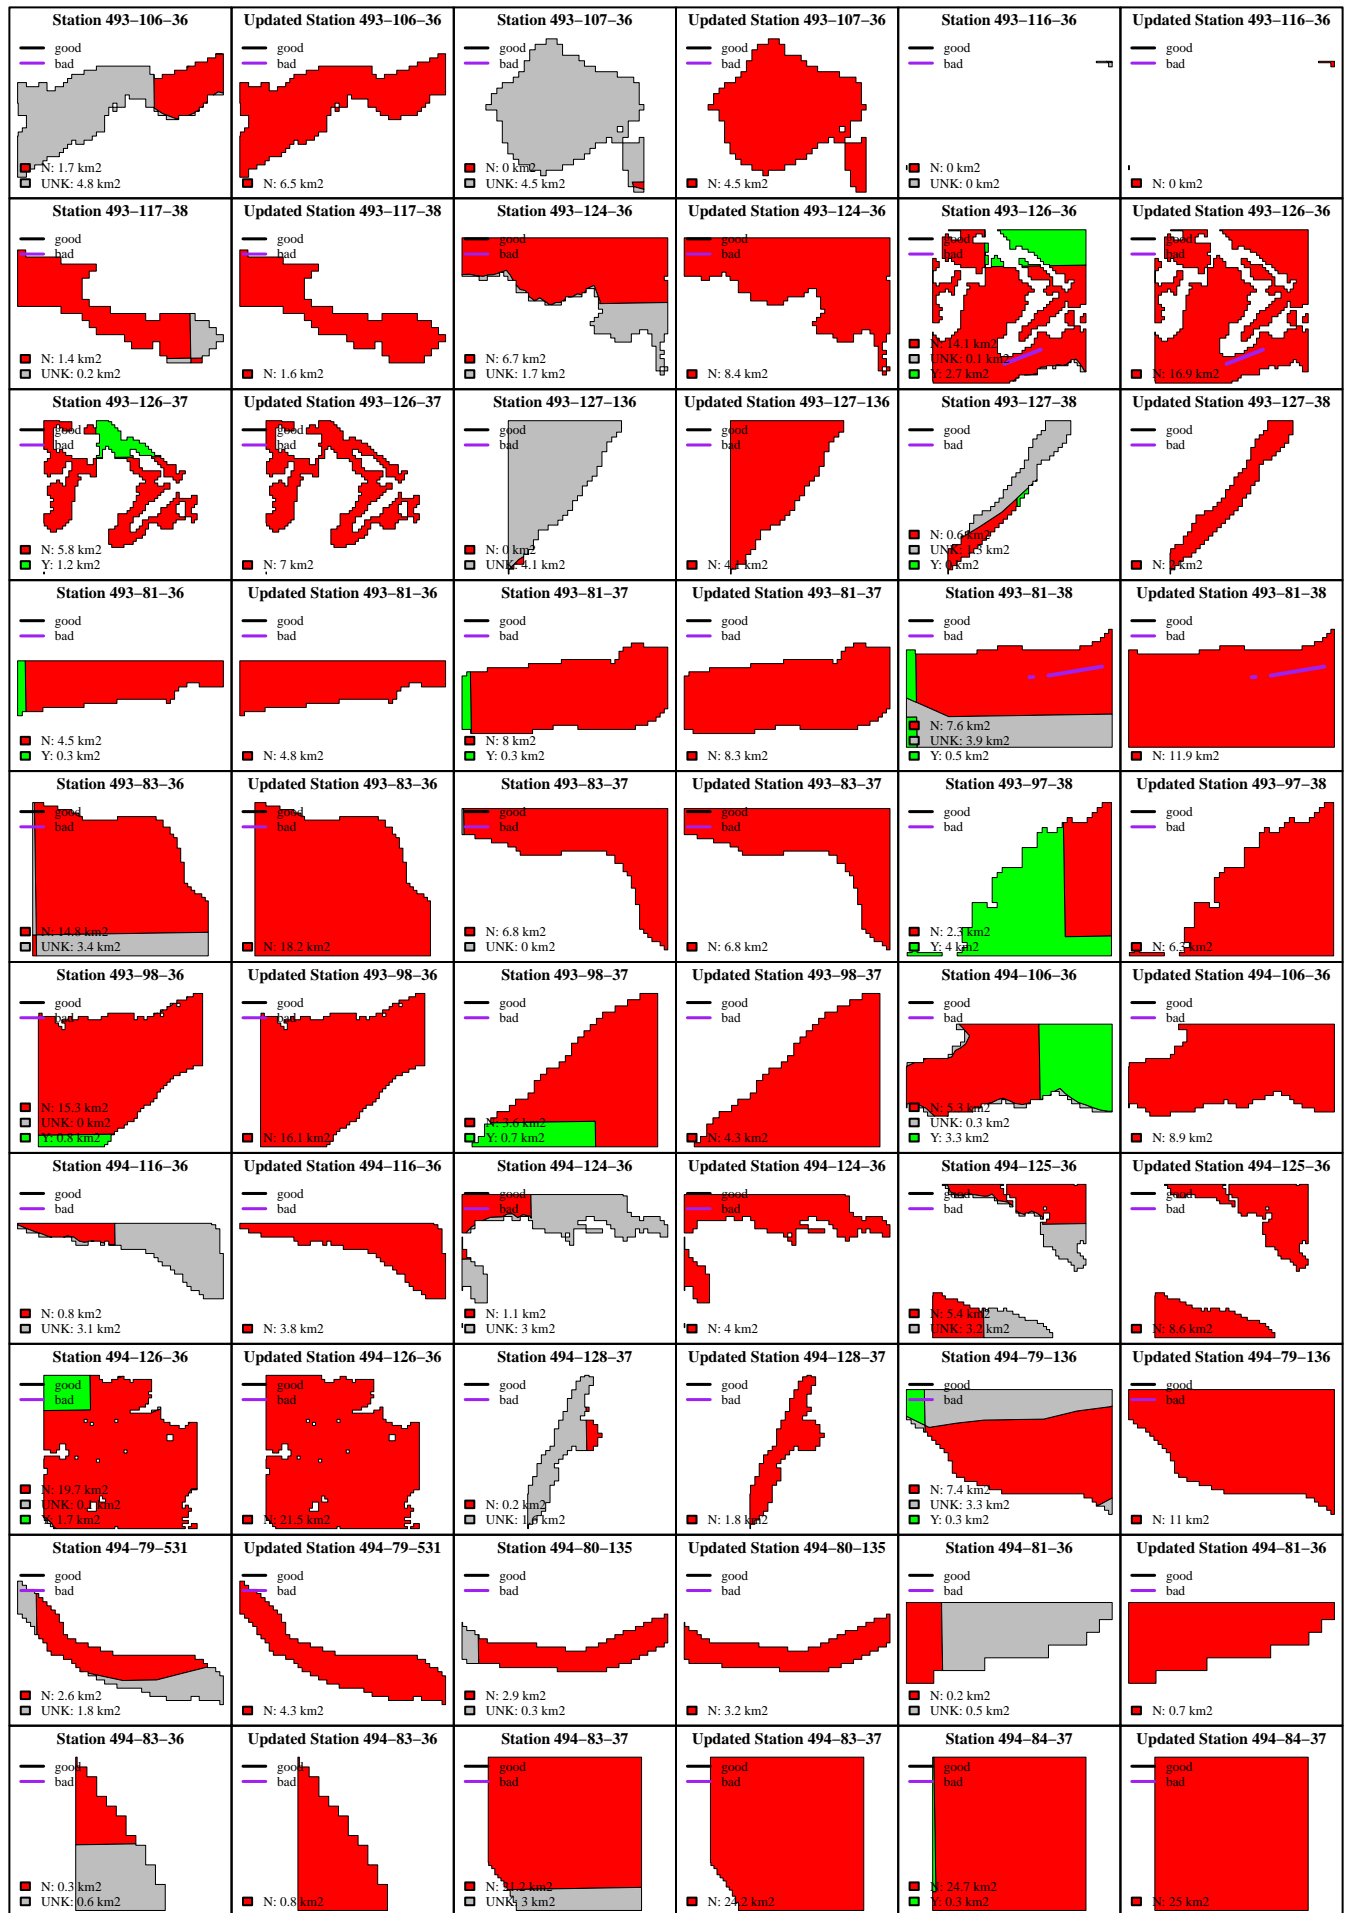 Station 493−106−36
good
bad
N: 1.7 km2
UNK: 4.8 km2
Updated Station 493−106−36
good
bad
N: 6.5 km2
Station 493−107−36
good
bad
N: 0 km2
UNK: 4.5 km2
Updated Station 493−107−36
good
bad
N: 4.5 km2
Station 493−116−36
good
bad
N: 0 km2
UNK: 0 km2
Updated Station 493−116−36
good
bad
N: 0 km2
Station 493−117−38
good
bad
N: 1.4 km2
UNK: 0.2 km2
Updated Station 493−117−38
good
bad
N: 1.6 km2
Station 493−124−36
good
bad
N: 6.7 km2
UNK: 1.7 km2
Updated Station 493−124−36
good
bad
N: 8.4 km2
Station 493−126−36
good
bad
N: 14.1 km2
UNK: 0.1 km2
Y: 2.7 km2
Updated Station 493−126−36
good
bad
N: 16.9 km2
Station 493−126−37
good
bad
N: 5.8 km2
Y: 1.2 km2
Updated Station 493−126−37
good
bad
N: 7 km2
Station 493−127−136
good
bad
N: 0 km2
UNK: 4.1 km2
Updated Station 493−127−136
good
bad
N: 4.1 km2
Station 493−127−38
good
bad
N: 0.6 km2
UNK: 1.3 km2
Y: 0 km2
Updated Station 493−127−38
good
bad
N: 2 km2
Station 493−81−36
good
bad
N: 4.5 km2
Y: 0.3 km2
Updated Station 493−81−36
good
bad
N: 4.8 km2
Station 493−81−37
good
bad
N: 8 km2
Y: 0.3 km2
Updated Station 493−81−37
good
bad
N: 8.3 km2
Station 493−81−38
good
bad
N: 7.6 km2
UNK: 3.9 km2
Y: 0.5 km2
Updated Station 493−81−38
good
bad
N: 11.9 km2
Station 493−83−36
good
bad
N: 14.8 km2
UNK: 3.4 km2
Updated Station 493−83−36
good
bad
N: 18.2 km2
Station 493−83−37
good
bad
N: 6.8 km2
UNK: 0 km2
Updated Station 493−83−37
good
bad
N: 6.8 km2
Station 493−97−38
good
bad
N: 2.3 km2
Y: 4 km2
Updated Station 493−97−38
good
bad
N: 6.3 km2
Station 493−98−36
good
bad
N: 15.3 km2
UNK: 0 km2
Y: 0.8 km2
Updated Station 493−98−36
good
bad
N: 16.1 km2
Station 493−98−37
good
bad
N: 3.6 km2
Y: 0.7 km2
Updated Station 493−98−37
good
bad
N: 4.3 km2
Station 494−106−36
good
bad
N: 5.3 km2
UNK: 0.3 km2
Y: 3.3 km2
Updated Station 494−106−36
good
bad
N: 8.9 km2
Station 494−116−36
good
bad
N: 0.8 km2
UNK: 3.1 km2
Updated Station 494−116−36
good
bad
N: 3.8 km2
Station 494−124−36
good
bad
N: 1.1 km2
UNK: 3 km2
Updated Station 494−124−36
good
bad
N: 4 km2
Station 494−125−36
good
bad
N: 5.4 km2
UNK: 3.2 km2
Updated Station 494−125−36
good
bad
N: 8.6 km2
Station 494−126−36
good
bad
N: 19.7 km2
UNK: 0.1 km2
Y: 1.7 km2
Updated Station 494−126−36
good
bad
N: 21.5 km2
Station 494−128−37
good
bad
N: 0.2 km2
UNK: 1.6 km2
Updated Station 494−128−37
good
bad
N: 1.8 km2
Station 494−79−136
good
bad
N: 7.4 km2
UNK: 3.3 km2
Y: 0.3 km2
Updated Station 494−79−136
good
bad
N: 11 km2
Station 494−79−531
good
bad
N: 2.6 km2
UNK: 1.8 km2
Updated Station 494−79−531
good
bad
N: 4.3 km2
Station 494−80−135
good
bad
N: 2.9 km2
UNK: 0.3 km2
Updated Station 494−80−135
good
bad
N: 3.2 km2
Station 494−81−36
good
bad
N: 0.2 km2
UNK: 0.5 km2
Updated Station 494−81−36
good
bad
N: 0.7 km2
Station 494−83−36
good
bad
N: 0.3 km2
UNK: 0.6 km2
Updated Station 494−83−36
good
bad
N: 0.8 km2
Station 494−83−37
good
bad
N: 21.2 km2
UNK: 3 km2
Updated Station 494−83−37
good
bad
N: 24.2 km2
Station 494−84−37
good
bad
N: 24.7 km2
Y: 0.3 km2
Updated Station 494−84−37
good
bad
N: 25 km2